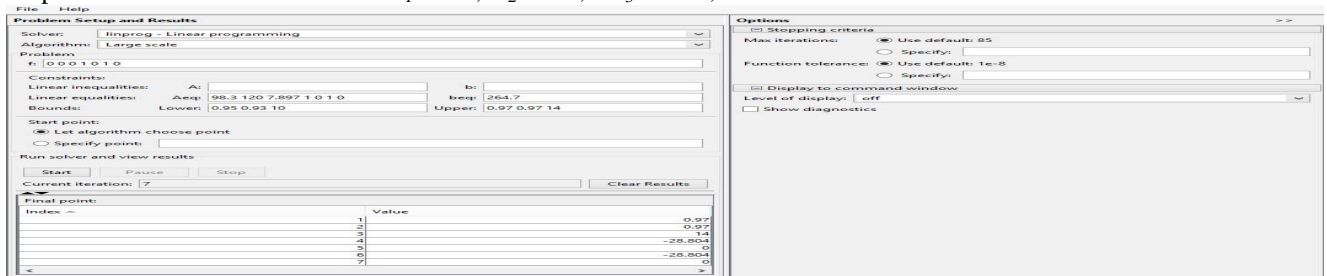 File Help
Problem Setup and Results
Solver: linprog - Linear programming
Algorithm: Large scale
Problem
f: 0 0 0 1 0 1 0
Constraints:
Linear inequalities: A: b:
Linear equalities: Aeq: 98.3 120 7.897 1 0 1 0 beq: 264.7
Bounds: Lower: 0.95 0.93 10 Upper: 0.97 0.97 14
Start point:
Let algorithm choose point
Specify point:
Run solver and view results
Start Pause Stop
Current iteration: 7 Clear Results
Final point:
Index Value
1 0.97
2 0.97
3 14
4 -28.804
5 0
6 -28.804
7 0
Options >>
Stopping criteria
Max iterations: Use default: 85
Specify:
Function tolerance: Use default: 1e-8
Specify:
Display to command window
Level of display: off
Show diagnostics